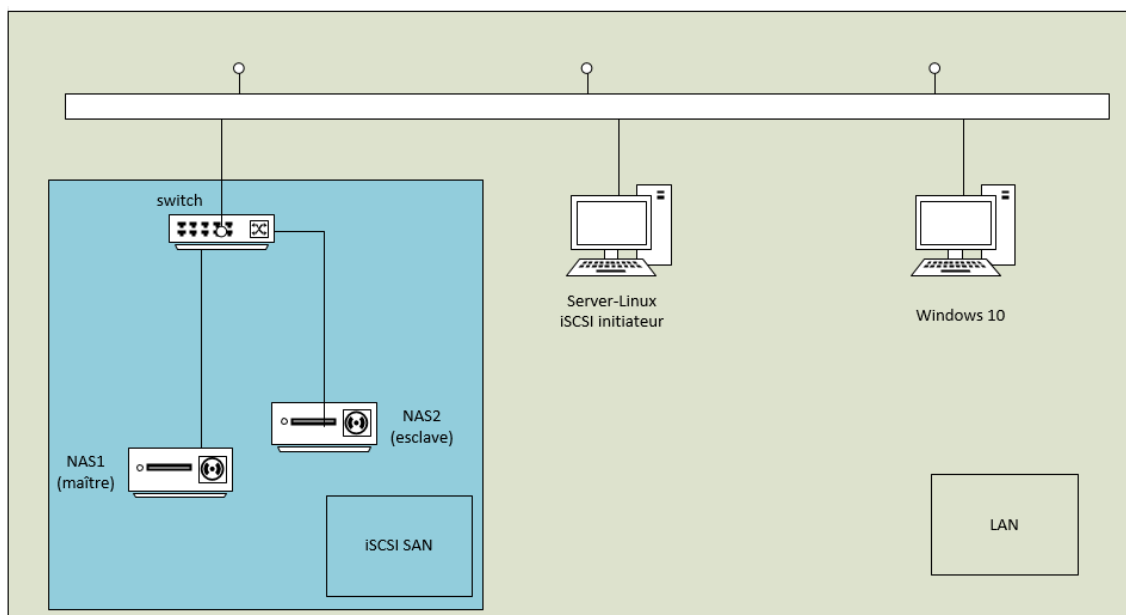 switch
Server-Linux
iSCSI initiateur
Windows 10
NAS2
(esclave)
NAS1
(maître)
iSCSI SAN
LAN